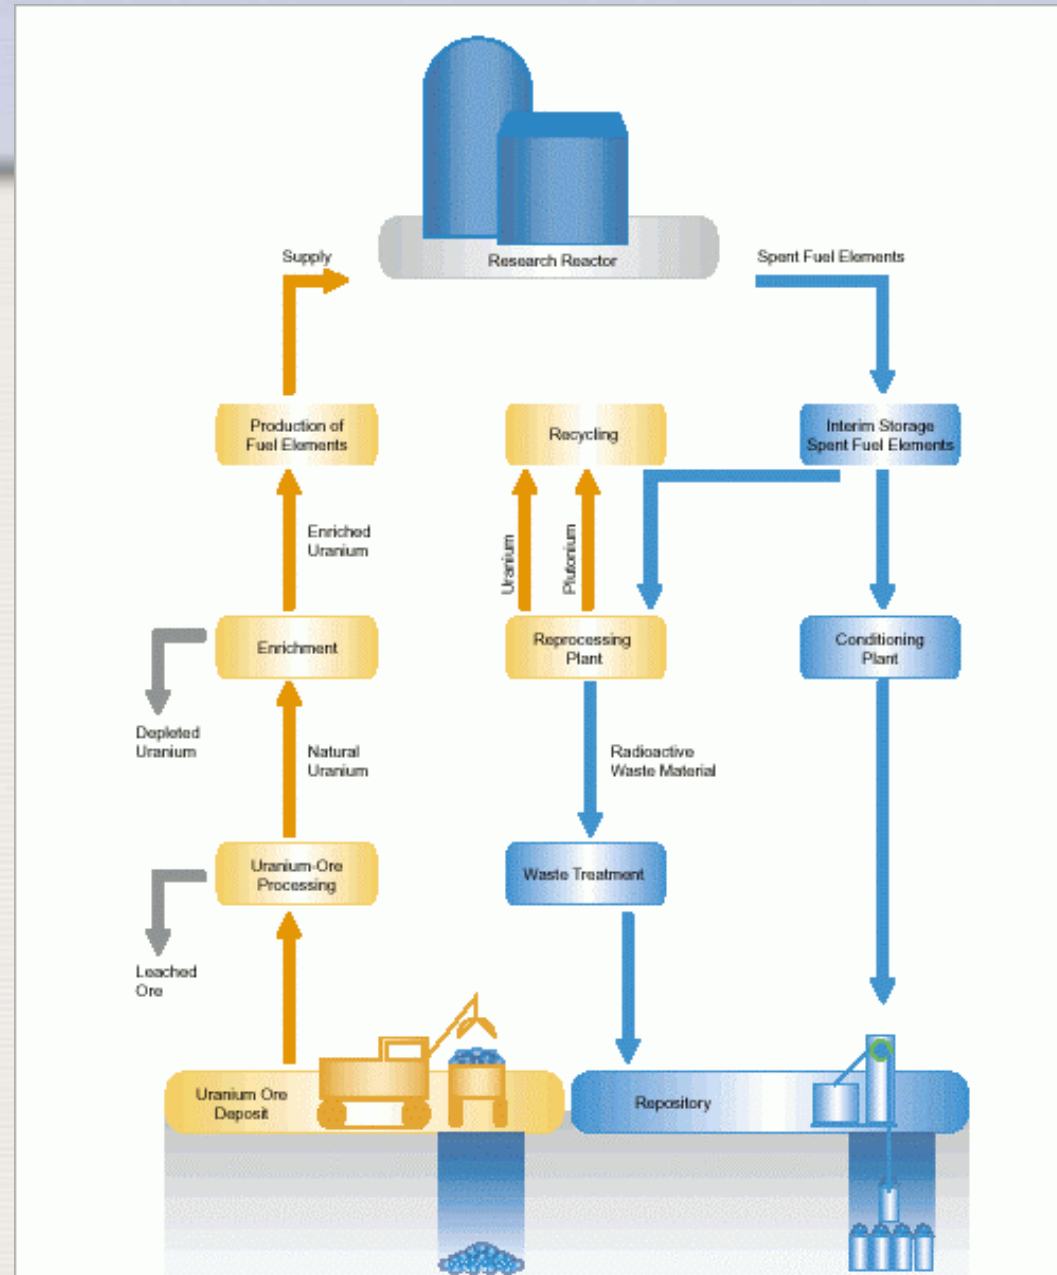 Supply
Research Reactor
Spent Fuel Elements
Production of
Fuel Elements
Recycling
Interim Storage
Spent Fuel Elements
Enriched
Uranium
Uranium
Plutonium
Enrichment
Reprocessing
Plant
Conditioning
Plant
Depleted
Uranium
Natural
Uranium
Radioactive
Waste Material
Uranium-Ore
Processing
Waste Treatment
Leached
Ore
Uranium Ore
Deposit
Repository